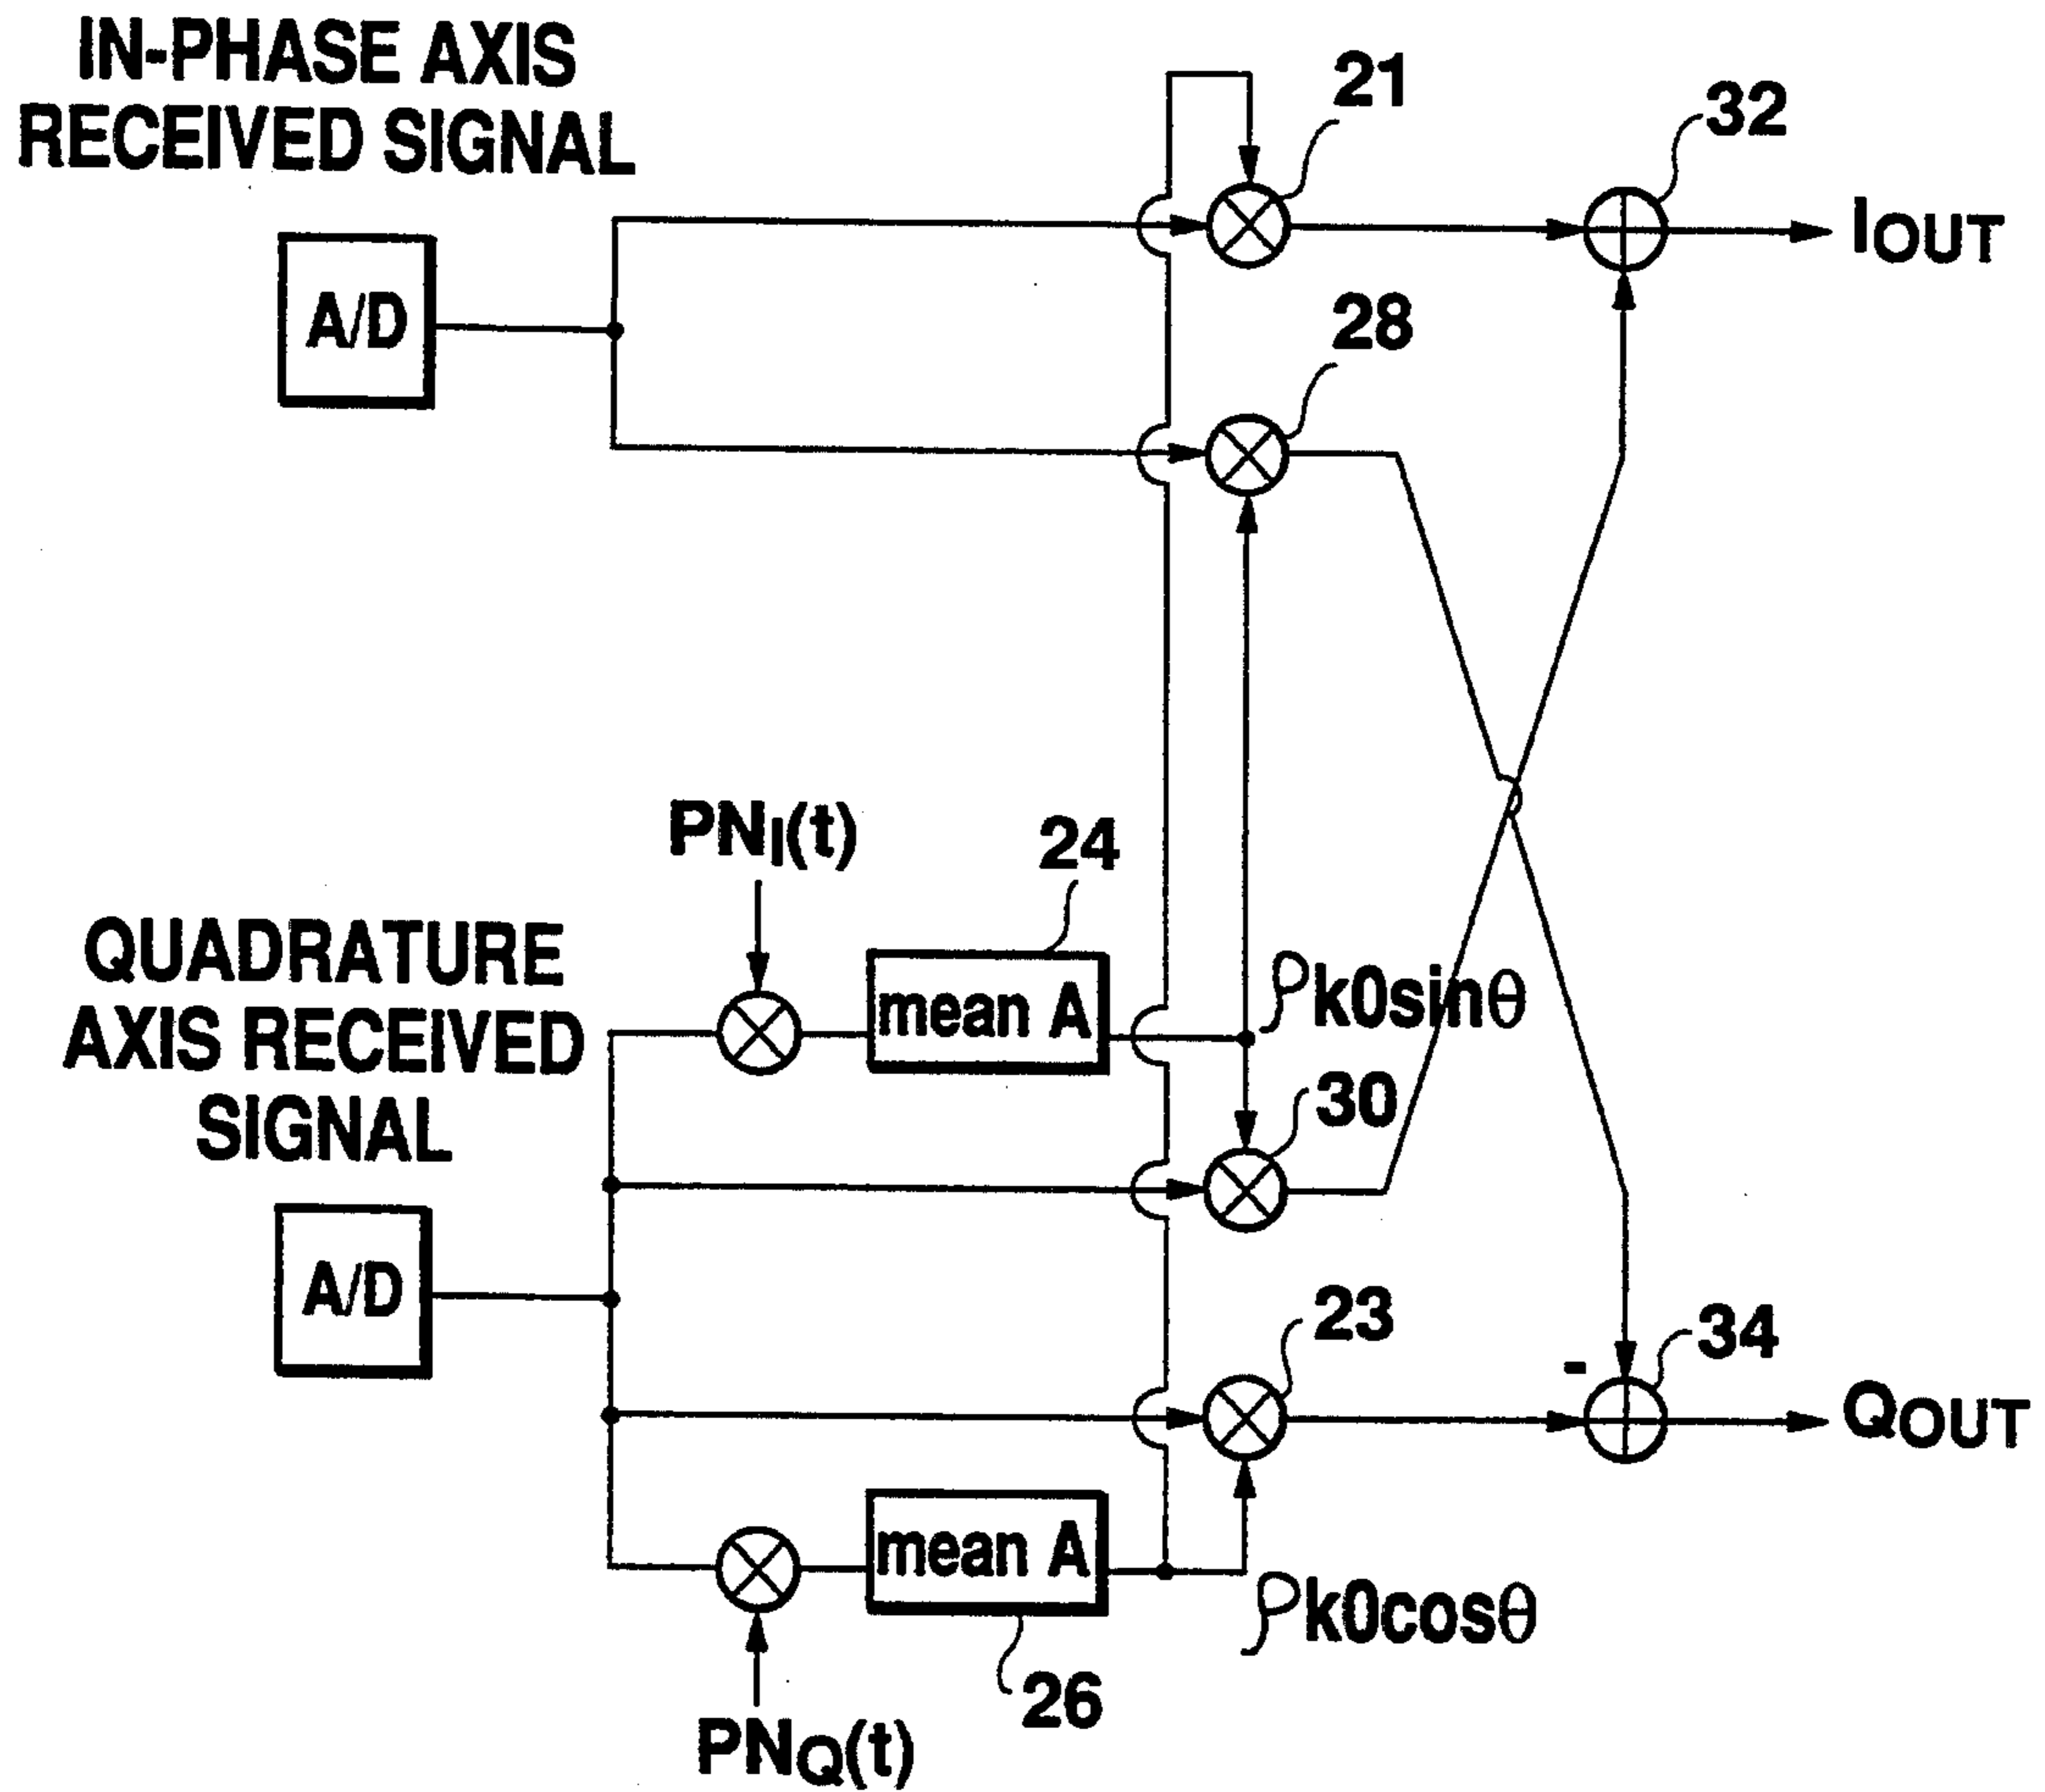 IN-PHASE AXIS
RECEIVED SIGNAL
21
32
IOUT
A/D
28
PNI(t)
24
QUADRATURE
AXIS RECEIVED
SIGNAL
mean A
ρk0sinθ
30
A/D
23
34
-
QOUT
mean A
ρk0cosθ
26
PNQ(t)